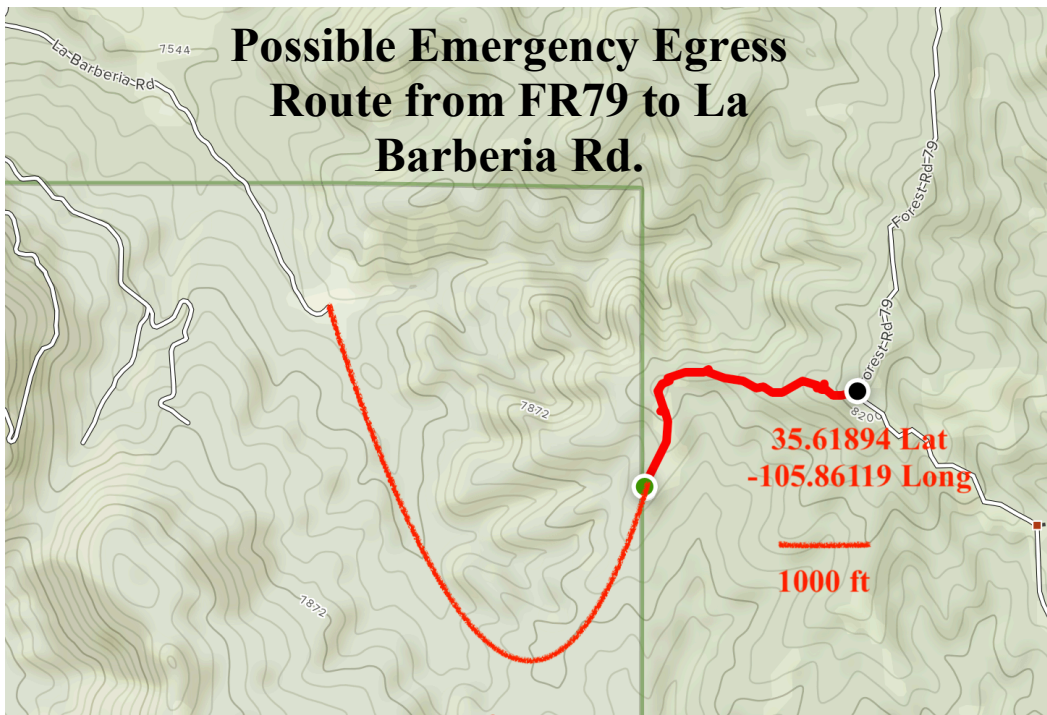 Possible Emergency Egress
Route from FR79 to La
Barberia Rd.
7544
La-Barberia-Rd
Forest-Rd-79
orest-Rd-79
7872
8200
35.61894 Lat
-105.86119 Long
1000 ft
7872